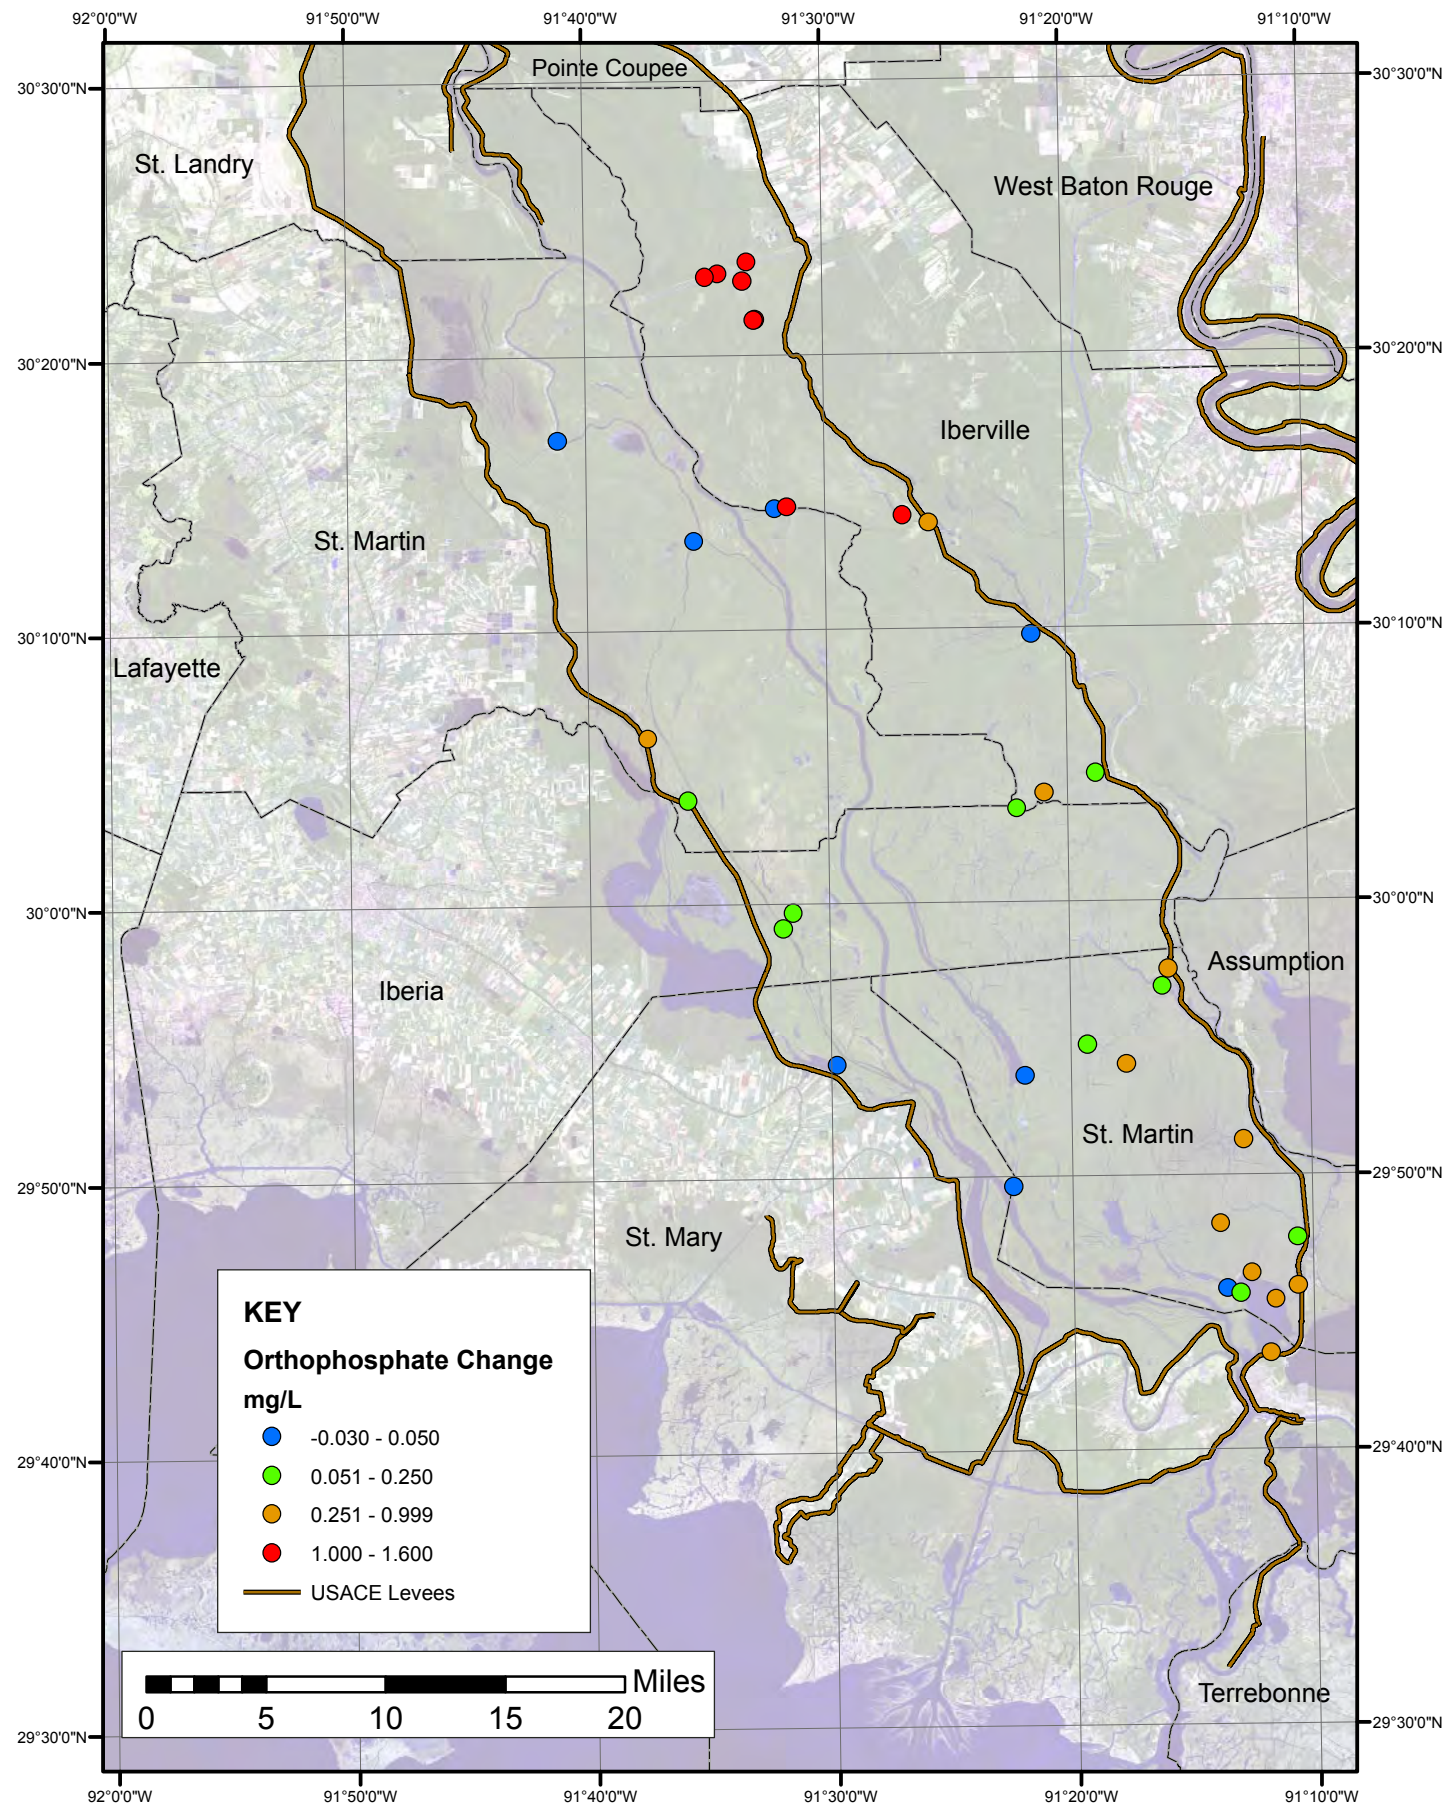 92°0'0"W 91°50'0"W 91°40'0"W 91°30'0"W 91°20'0"W 91°10'0"W
Pointe Coupee
30°30'0"N 30°30'0"N
St. Landry
West Baton Rouge
30°20'0"N 30°20'0"N
Iberville
St. Martin
30°10'0"N 30°10'0"N
Lafayette
30°0'0"N 30°0'0"N
Assumption
Iberia
St. Martin
29°50'0"N 29°50'0"N
St. Mary
KEY
Orthophosphate Change
mg/L
-0.030 - 0.050
0.051 - 0.250
0.251 - 0.999
1.000 - 1.600
USACE Levees
29°40'0"N 29°40'0"N
Miles
0 5 10 15 20
Terrebonne
29°30'0"N 29°30'0"N
92°0'0"W 91°50'0"W 91°40'0"W 91°30'0"W 91°20'0"W 91°10'0"W